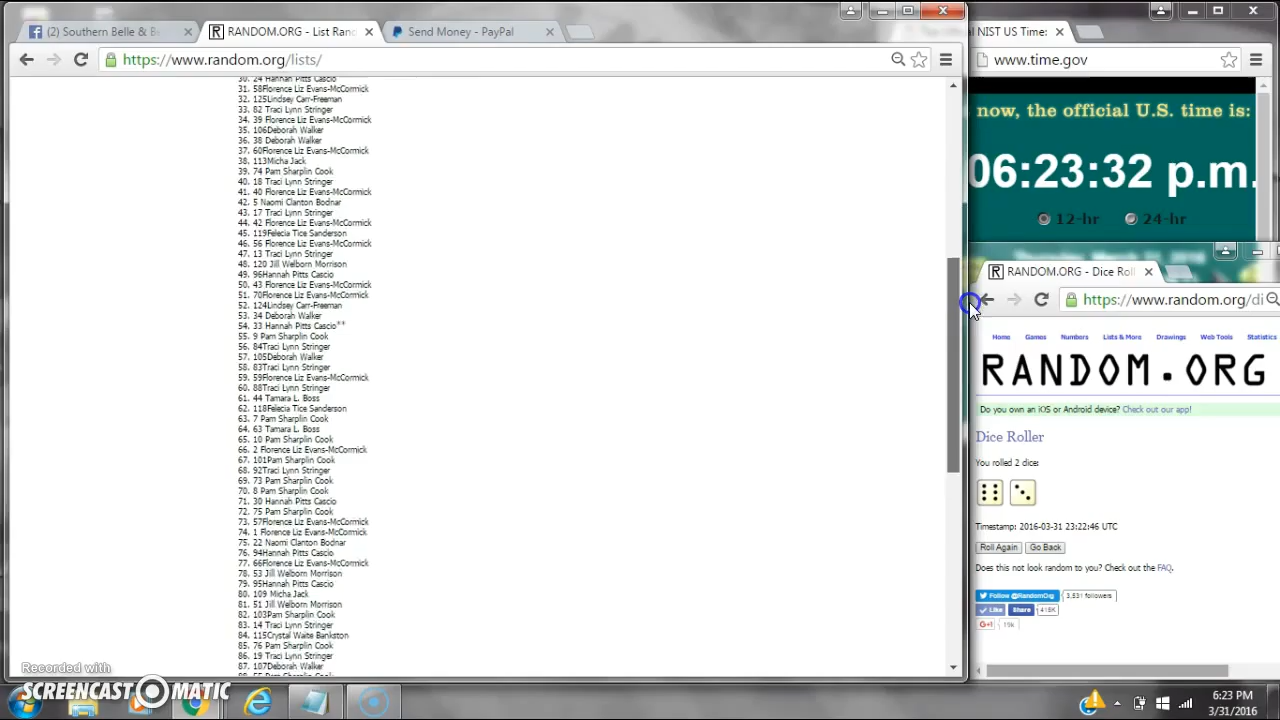 (2) Southern Belle & B
RANDOM.ORG - List Ran
Send Money - PayPal
NIST US Time:
https://www.random.org/lists/
www.time.gov
30. 24 Hannah Pitts Cascio
31. 58Florence Liz Evans-McCormick
32. 125Lindsey Carr-Freeman
33. 82 Traci Lynn Stringer
34. 39 Florence Liz Evans-McCormick
35. 106Deborah Walker
36. 38 Deborah Walker
37. 60Florence Liz Evans-McCormick
38. 113Micha Jack
39. 74 Pam Sharplin Cook
40. 18 Traci Lynn Stringer
41. 40 Florence Liz Evans-McCormick
42. 5 Naomi Clanton Bodnar
43. 17 Traci Lynn Stringer
44. 42 Florence Liz Evans-McCormick
45. 119Felecia Tice Sanderson
46. 56 Florence Liz Evans-McCormick
47. 13 Traci Lynn Stringer
48. 120 Jill Welborn Morrison
49. 96Hannah Pitts Cascio
50. 43 Florence Liz Evans-McCormick
51. 70Florence Liz Evans-McCormick
52. 124Lindsey Carr-Freeman
53. 34 Deborah Walker
54. 33 Hannah Pitts Cascio**
55. 9 Pam Sharplin Cook
56. 84Traci Lynn Stringer
57. 105Deborah Walker
58. 83Traci Lynn Stringer
59. 59Florence Liz Evans-McCormick
60. 88Traci Lynn Stringer
61. 44 Tamara L. Boss
62. 118Felecia Tice Sanderson
63. 7 Pam Sharplin Cook
64. 63 Tamara L. Boss
65. 10 Pam Sharplin Cook
66. 2 Florence Liz Evans-McCormick
67. 101Pam Sharplin Cook
68. 92Traci Lynn Stringer
69. 73 Pam Sharplin Cook
70. 8 Pam Sharplin Cook
71. 30 Hannah Pitts Cascio
72. 75 Pam Sharplin Cook
73. 57Florence Liz Evans-McCormick
74. 1 Florence Liz Evans-McCormick
75. 22 Naomi Clanton Bodnar
76. 94Hannah Pitts Cascio
77. 66Florence Liz Evans-McCormick
78. 53 Jill Welborn Morrison
79. 95Hannah Pitts Cascio
80. 109 Micha Jack
81. 51 Jill Welborn Morrison
82. 103Pam Sharplin Cook
83. 14 Traci Lynn Stringer
84. 115Crystal Waite Bankston
85. 76 Pam Sharplin Cook
86. 19 Traci Lynn Stringer
87. 107Deborah Walker
now, the official U.S. time is:
06:23:32 p.m.
12-hr 24-hr
RANDOM.ORG - Dice Roll
https://www.random.org/di
Home Games Numbers Lists & More Drawings Web Tools Statistics
RANDOM.ORG
Do you own an iOS or Android device? Check out our app!
Dice Roller
You rolled 2 dice:
Timestamp: 2016-03-31 23:22:46 UTC
Roll Again Go Back
Does this not look random to you? Check out the FAQ.
Follow @RandomOrg 3,531 followers
Like Share 418K
G+1 19k
Recorded with
SCREENCAST-O-MATIC
6:23 PM
3/31/2016